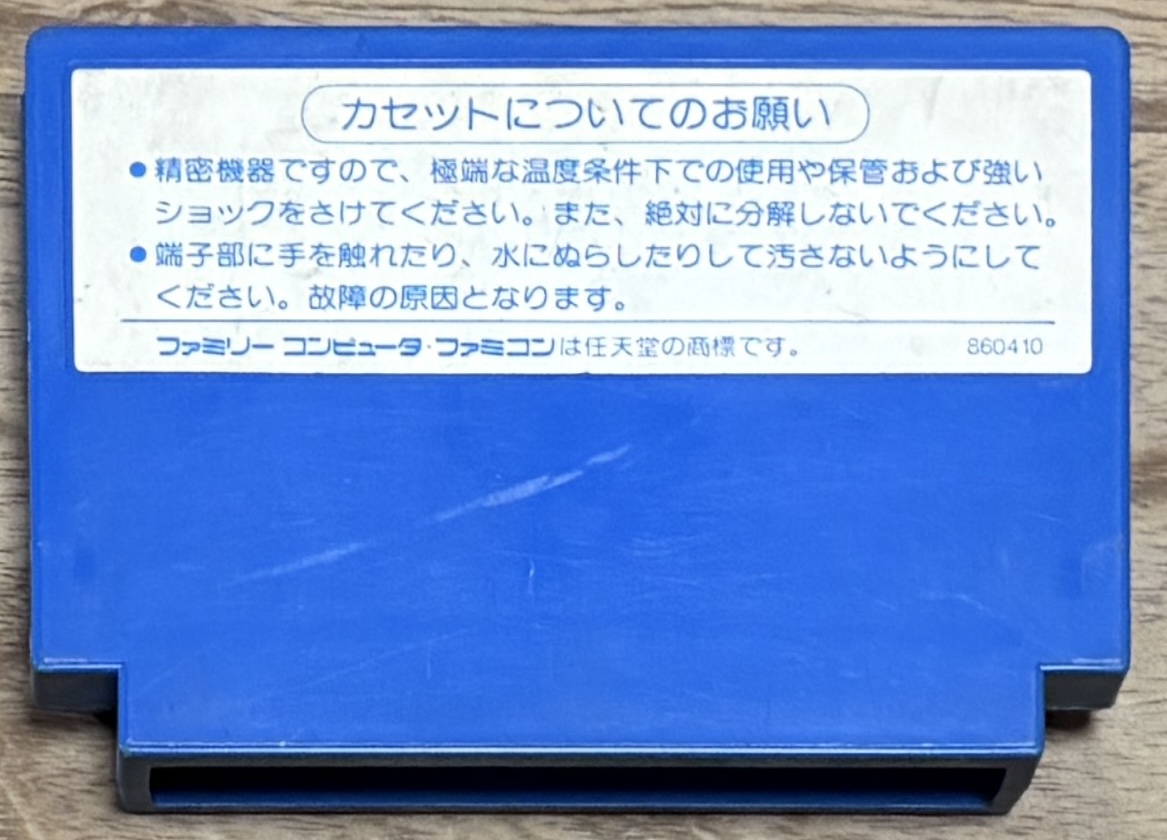 カセットについてのお願い
●精密機器ですので、極端な温度条件下での使用や保管および強い
ショックをさけてください。また、絶対に分解しないでください。
●端子部に手を触れたり、水にぬらしたりして汚さないようにして
ください。故障の原因となります。
ファミリー コンピュータ・ファミコンは任天堂の商標です。 860410